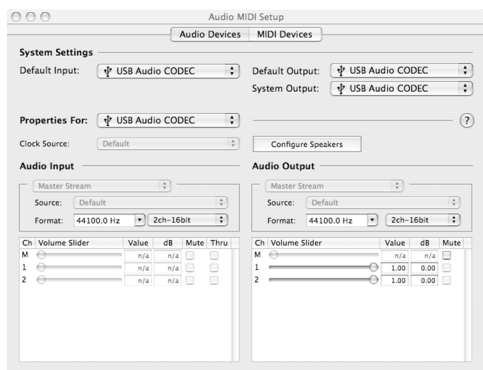 Audio MIDI Setup
Audio Devices MIDI Devices
System Settings
Default Input: USB Audio CODEC
Default Output: USB Audio CODEC
System Output: USB Audio CODEC
Properties For: USB Audio CODEC
?
Clock Source: Default
Configure Speakers
Audio Input
Master Stream
Source: Default
Format: 44100.0 Hz 2ch-16bit
Ch Volume Slider Value dB Mute Thru
M n/a n/a
1 n/a n/a
2 n/a n/a
Audio Output
Master Stream
Source: Default
Format: 44100.0 Hz 2ch-16bit
Ch Volume Slider Value dB Mute
M n/a n/a
1 1.00 0.00
2 1.00 0.00